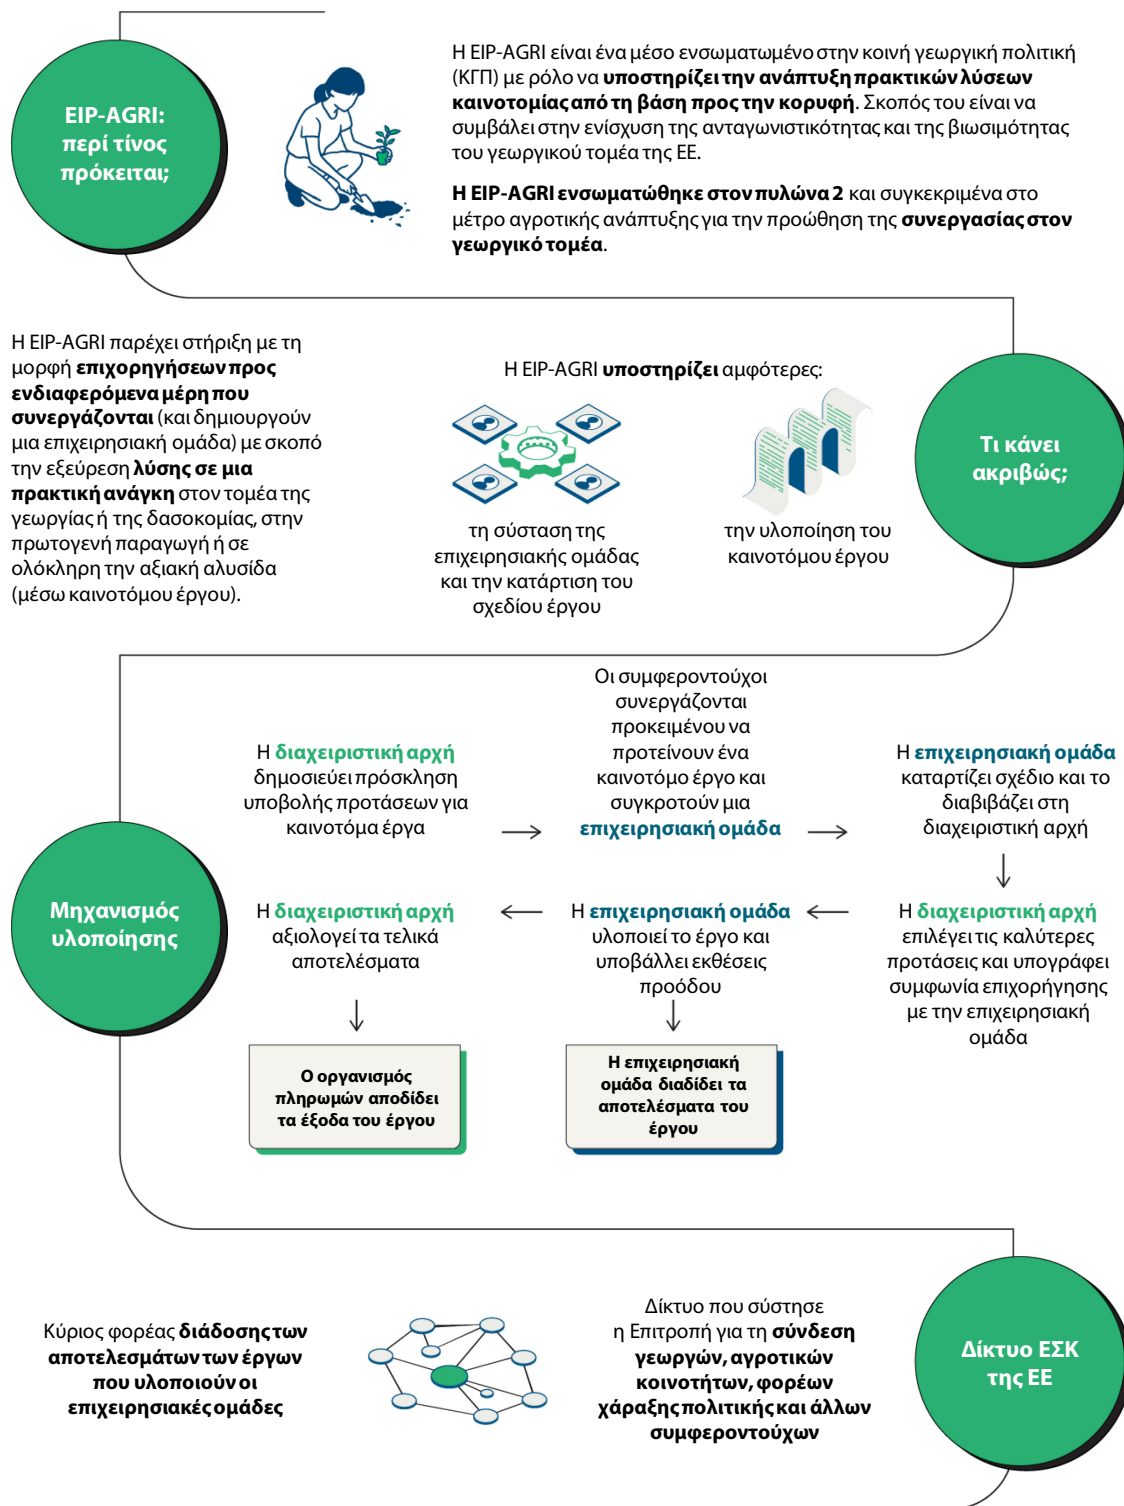 EIP-AGRI:
περί τίνος
πρόκειται;
Η EIP-AGRI είναι ένα μέσο ενσωματωμένο στην κοινή γεωργική πολιτική
(ΚΓΠ) με ρόλο να υποστηρίζει την ανάπτυξη πρακτικών λύσεων
καινοτομίας από τη βάση προς την κορυφή. Σκοπός του είναι να
συμβάλει στην ενίσχυση της ανταγωνιστικότητας και της βιωσιμότητας
του γεωργικού τομέα της ΕΕ.
Η EIP-AGRI ενσωματώθηκε στον πυλώνα 2 και συγκεκριμένα στο
μέτρο αγροτικής ανάπτυξης για την προώθηση της συνεργασίας στον
γεωργικό τομέα.
Η EIP-AGRI παρέχει στήριξη με τη
μορφή επιχορηγήσεων προς
ενδιαφερόμενα μέρη που
συνεργάζονται (και δημιουργούν
μια επιχειρησιακή ομάδα) με σκοπό
την εξεύρεση λύσης σε μια
πρακτική ανάγκη στον τομέα της
γεωργίας ή της δασοκομίας, στην
πρωτογενή παραγωγή ή σε
ολόκληρη την αξιακή αλυσίδα
(μέσω καινοτόμου έργου).
Η EIP-AGRI υποστηρίζει αμφότερες:
τη σύσταση της
επιχειρησιακής ομάδας
και την κατάρτιση του
σχεδίου έργου
την υλοποίηση του
καινοτόμου έργου
Τι κάνει
ακριβώς;
Μηχανισμός
υλοποίησης
Η διαχειριστική αρχή
δημοσιεύει πρόσκληση
υποβολής προτάσεων για
καινοτόμα έργα
Οι συμφεροντούχοι
συνεργάζονται
προκειμένου να
προτείνουν ένα
καινοτόμο έργο και
συγκροτούν μια
επιχειρησιακή ομάδα
Η επιχειρησιακή ομάδα
καταρτίζει σχέδιο και το
διαβιβάζει στη
διαχειριστική αρχή
Η διαχειριστική αρχή
επιλέγει τις καλύτερες
προτάσεις και υπογράφει
συμφωνία επιχορήγησης
με την επιχειρησιακή
ομάδα
Η επιχειρησιακή ομάδα
υλοποιεί το έργο και
υποβάλλει εκθέσεις
προόδου
Η διαχειριστική αρχή
αξιολογεί τα τελικά
αποτελέσματα
Ο οργανισμός
πληρωμών αποδίδει
τα έξοδα του έργου
Η επιχειρησιακή
ομάδα διαδίδει τα
αποτελέσματα του
έργου
Κύριος φορέας διάδοσης των
αποτελεσμάτων των έργων
που υλοποιούν οι
επιχειρησιακές ομάδες
Δίκτυο που σύστησε
η Επιτροπή για τη σύνδεση
γεωργών, αγροτικών
κοινοτήτων, φορέων
χάραξης πολιτικής και άλλων
συμφεροντούχων
Δίκτυο ΕΣΚ
της ΕΕ